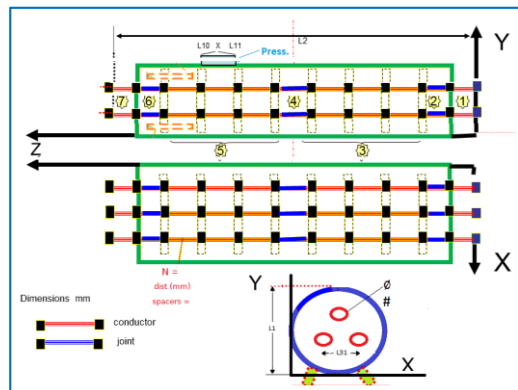 L10 X L11
L2
Press.
Y
7
6
4
2
1
Z
5
3
X
N =
dist (mm)
spacers =
Dimensions mm
conductor
joint
Y
Ø
#
L1
L31
X